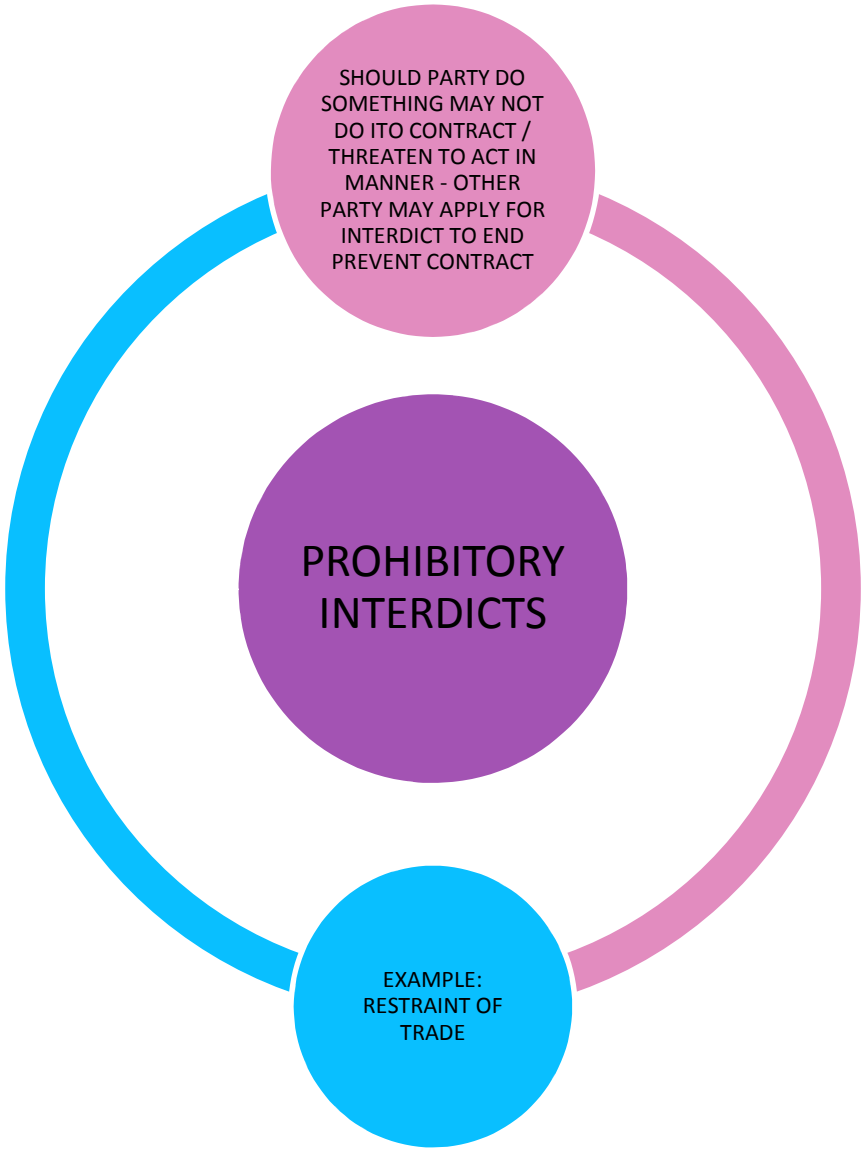 SHOULD PARTY DO
SOMETHING MAY NOT
DO ITO CONTRACT /
THREATEN TO ACT IN
MANNER - OTHER
PARTY MAY APPLY FOR
INTERDICT TO END
PREVENT CONTRACT
PROHIBITORY
INTERDICTS
EXAMPLE:
RESTRAINT OF
TRADE